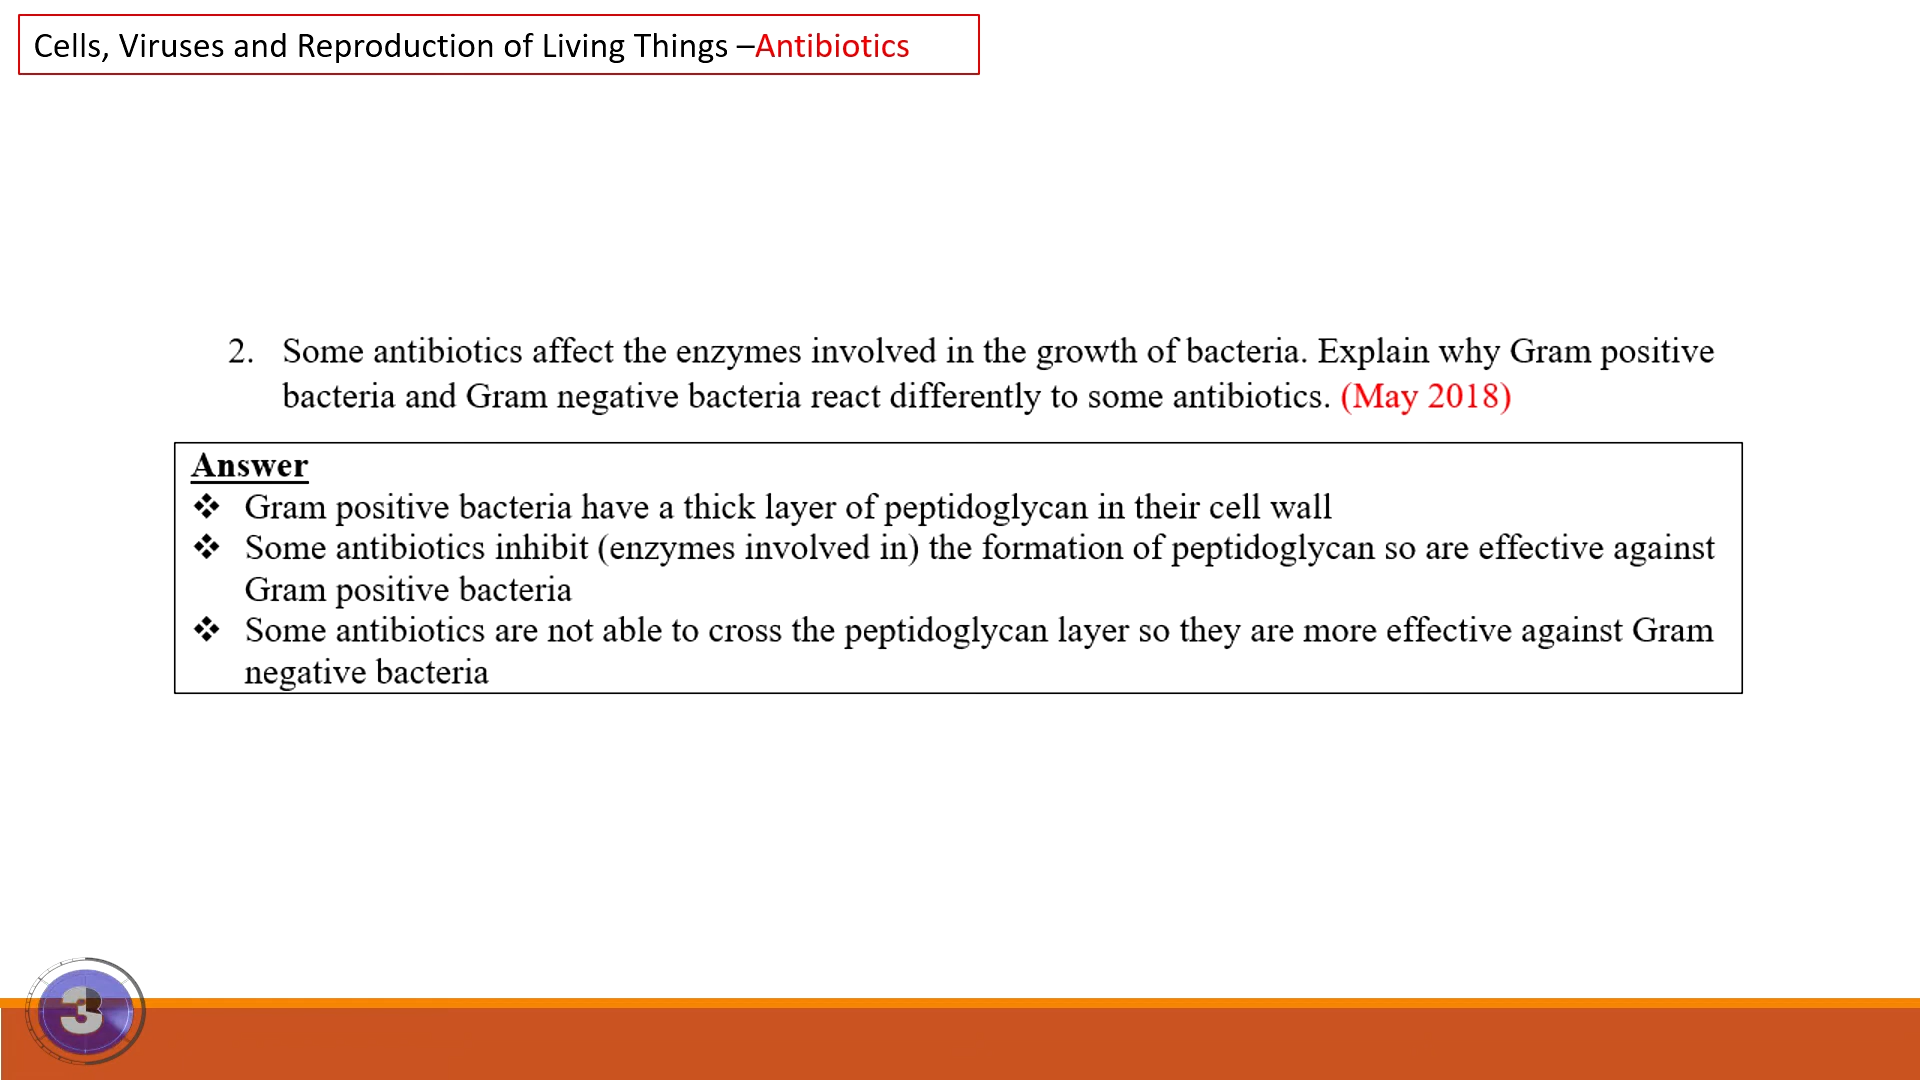 Cells, Viruses and Reproduction of Living Things –Antibiotics
2. Some antibiotics affect the enzymes involved in the growth of bacteria. Explain why Gram positive
bacteria and Gram negative bacteria react differently to some antibiotics. (May 2018)
Answer
❖ Gram positive bacteria have a thick layer of peptidoglycan in their cell wall
❖ Some antibiotics inhibit (enzymes involved in) the formation of peptidoglycan so are effective against
Gram positive bacteria
❖ Some antibiotics are not able to cross the peptidoglycan layer so they are more effective against Gram
negative bacteria
3